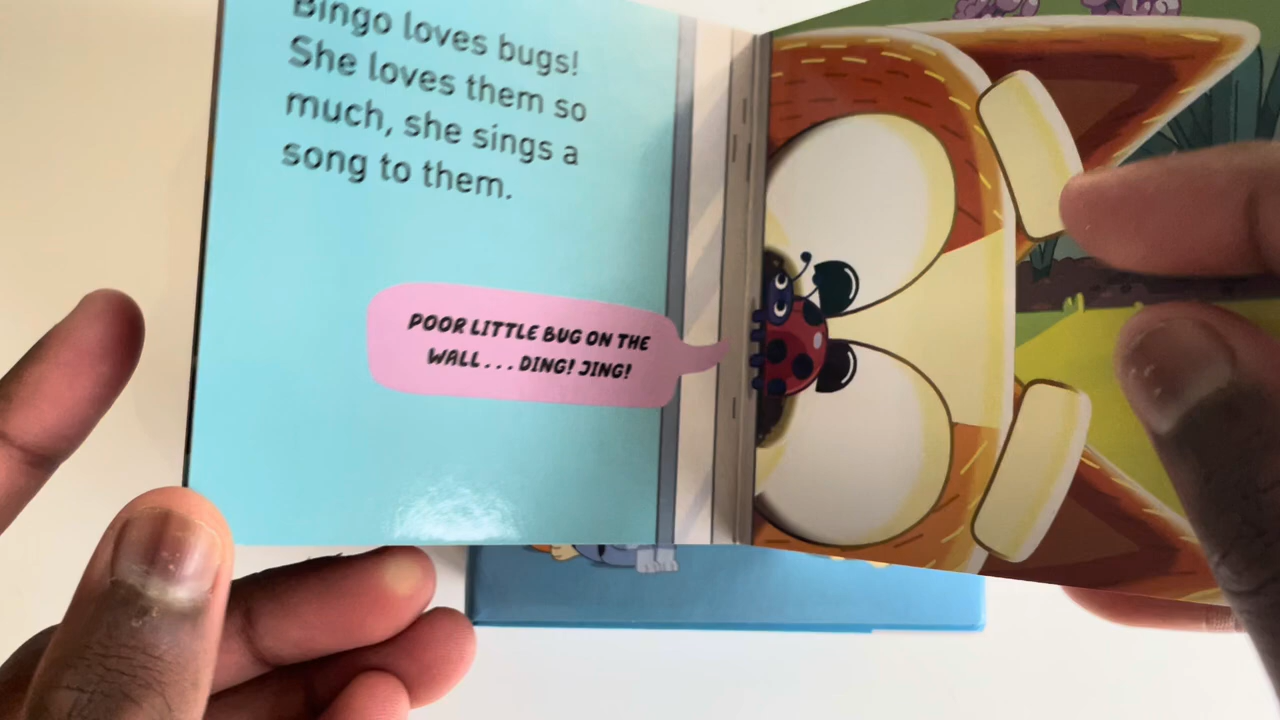 Bingo loves bugs!
She loves them so
much, she sings a
song to them.
POOR LITTLE BUG ON THE
WALL... DING! JING!